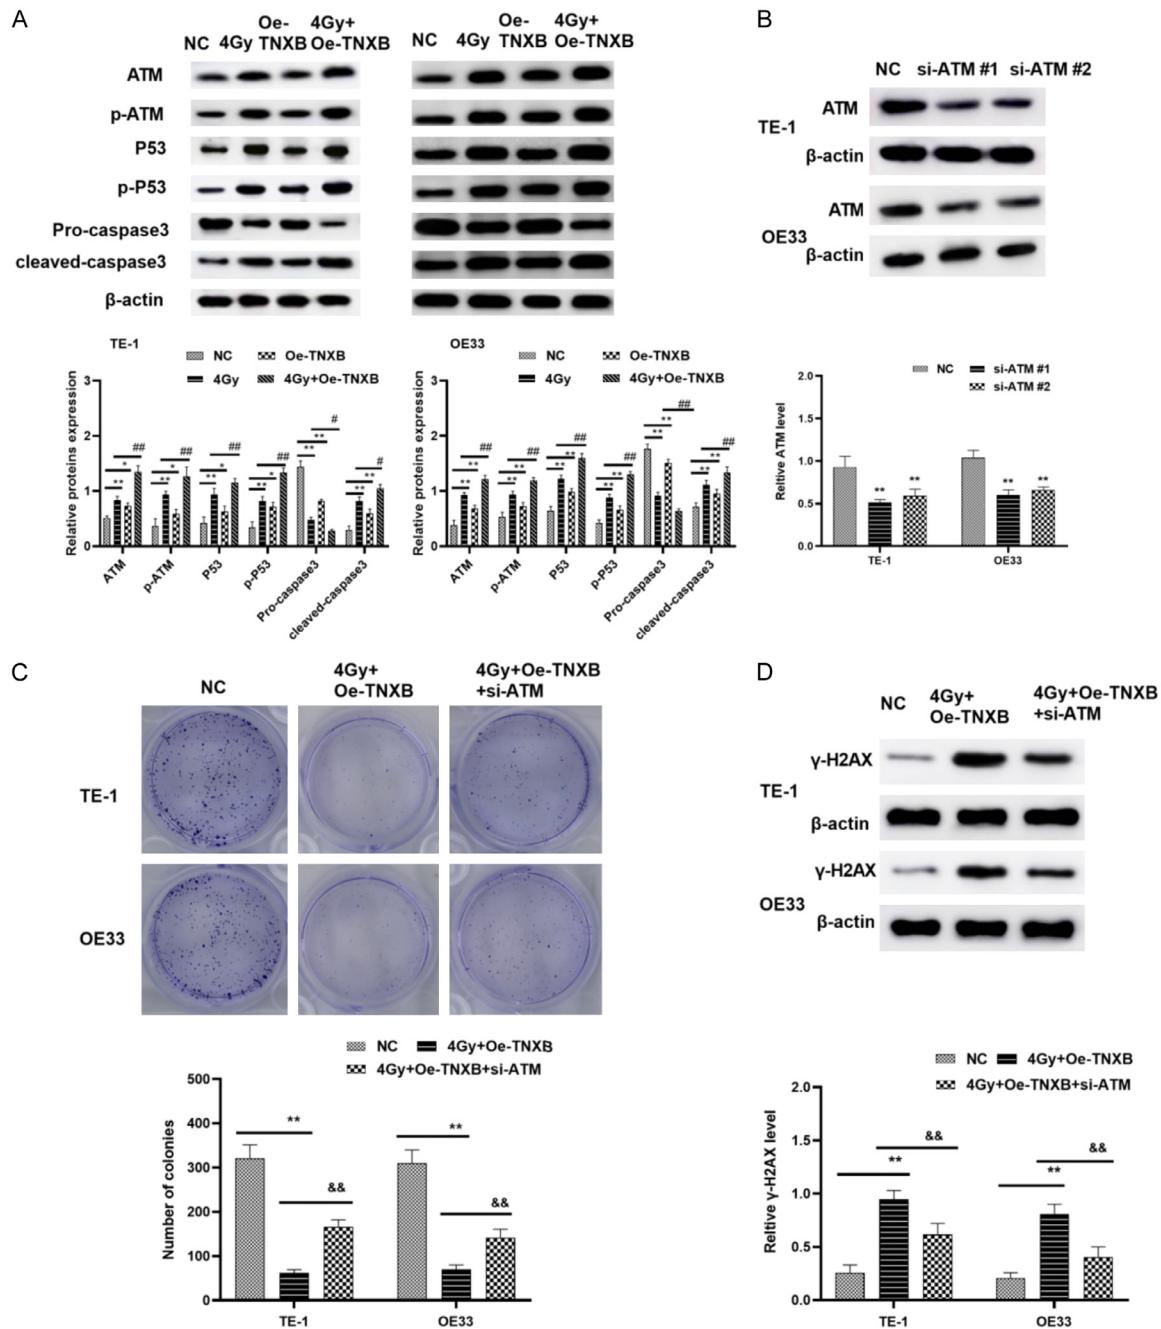 A
NC 4Gy Oe-TNXB 4Gy+Oe-TNXB
NC 4Gy Oe-TNXB 4Gy+Oe-TNXB
ATM
p-ATM
P53
p-P53
Pro-caspase3
cleaved-caspase3
β-actin
TE-1
NC Oe-TNXB
4Gy 4Gy+Oe-TNXB
Relative proteins expression
3
2
1
0
** * ##
** * ##
** * ##
** ** ##
** ** #
** ** #
ATM p-ATM P53 p-P53 Pro-caspase3 cleaved-caspase3
OE33
NC Oe-TNXB
4Gy 4Gy+Oe-TNXB
Relative proteins expression
3
2
1
0
** ** ##
** ** ##
** ** ##
** ** ##
** ** ##
** ** ##
ATM p-ATM P53 p-P53 Pro-caspase3 cleaved-caspase3
B
NC si-ATM #1 si-ATM #2
TE-1
ATM
β-actin
OE33
ATM
β-actin
NC si-ATM #1
si-ATM #2
Reltive ATM level
2.0
1.5
1.0
0.5
0.0
** ** ** **
TE-1 OE33
C
NC 4Gy+ Oe-TNXB 4Gy+Oe-TNXB +si-ATM
TE-1
OE33
NC 4Gy+Oe-TNXB
4Gy+Oe-TNXB+si-ATM
Number of colonies
500
400
300
200
100
0
** && ** &&
TE-1 OE33
D
NC 4Gy+ Oe-TNXB 4Gy+Oe-TNXB +si-ATM
TE-1
γ-H2AX
β-actin
OE33
γ-H2AX
β-actin
NC 4Gy+Oe-TNXB
4Gy+Oe-TNXB+si-ATM
Reltive γ-H2AX level
2.0
1.5
1.0
0.5
0.0
** && ** &&
TE-1 OE33